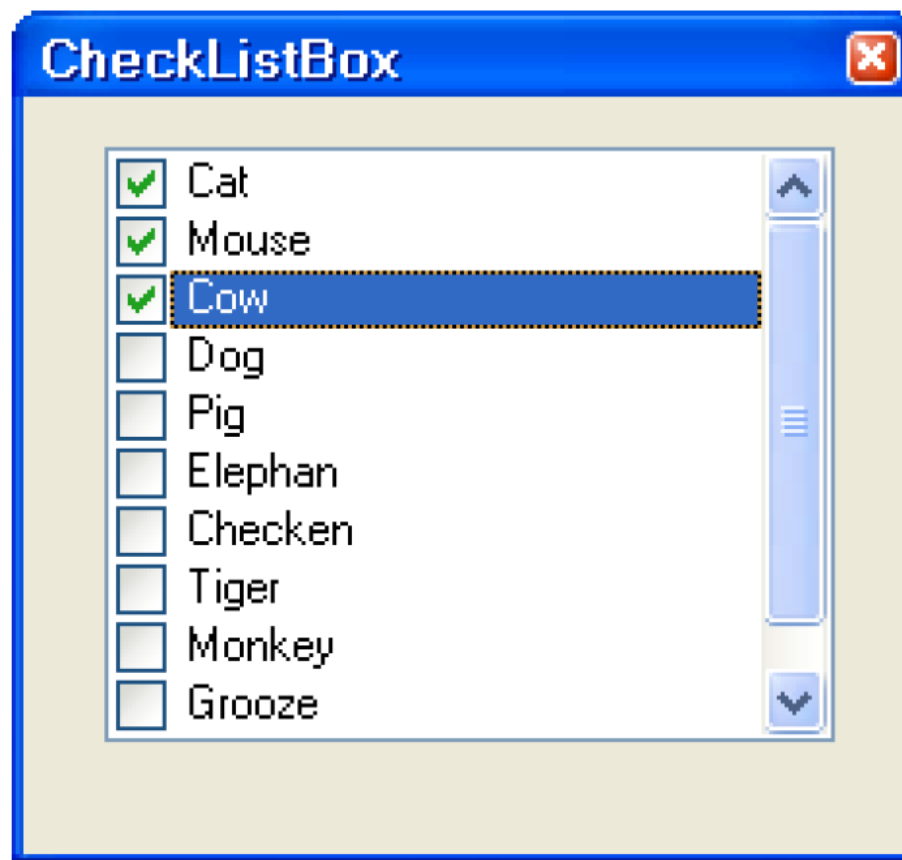 CheckListBox
Cat
Mouse
Cow
Dog
Pig
Elephan
Checken
Tiger
Monkey
Grooze